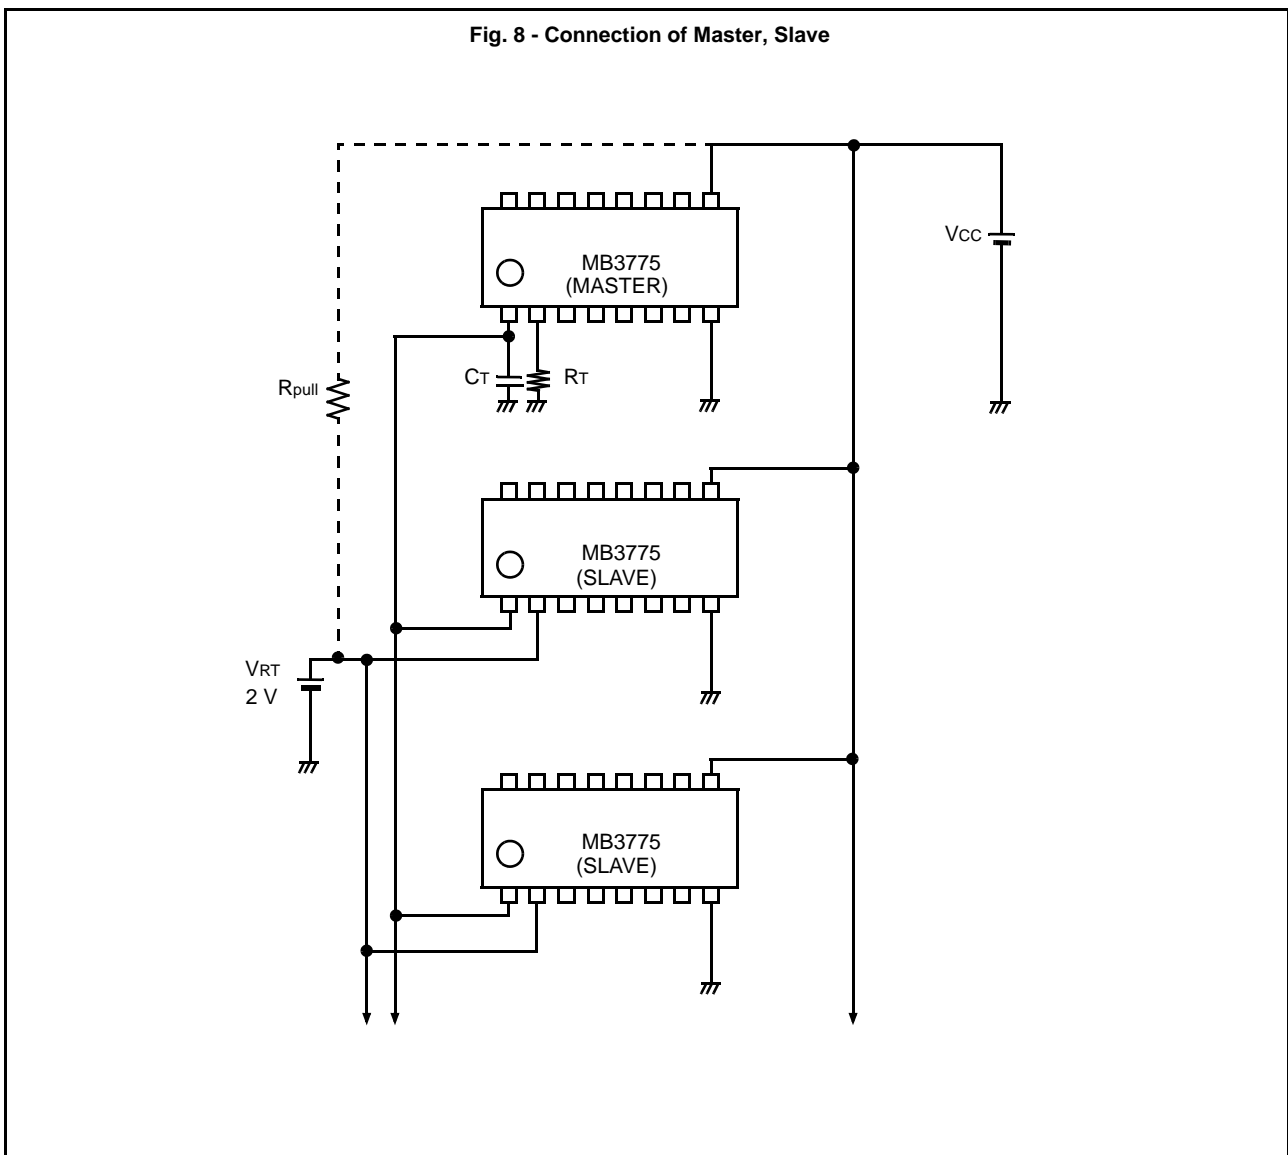 Fig. 8 - Connection of Master, Slave
VCC
MB3775
(MASTER)
Rpull
CT
RT
MB3775
(SLAVE)
VRT
2 V
MB3775
(SLAVE)